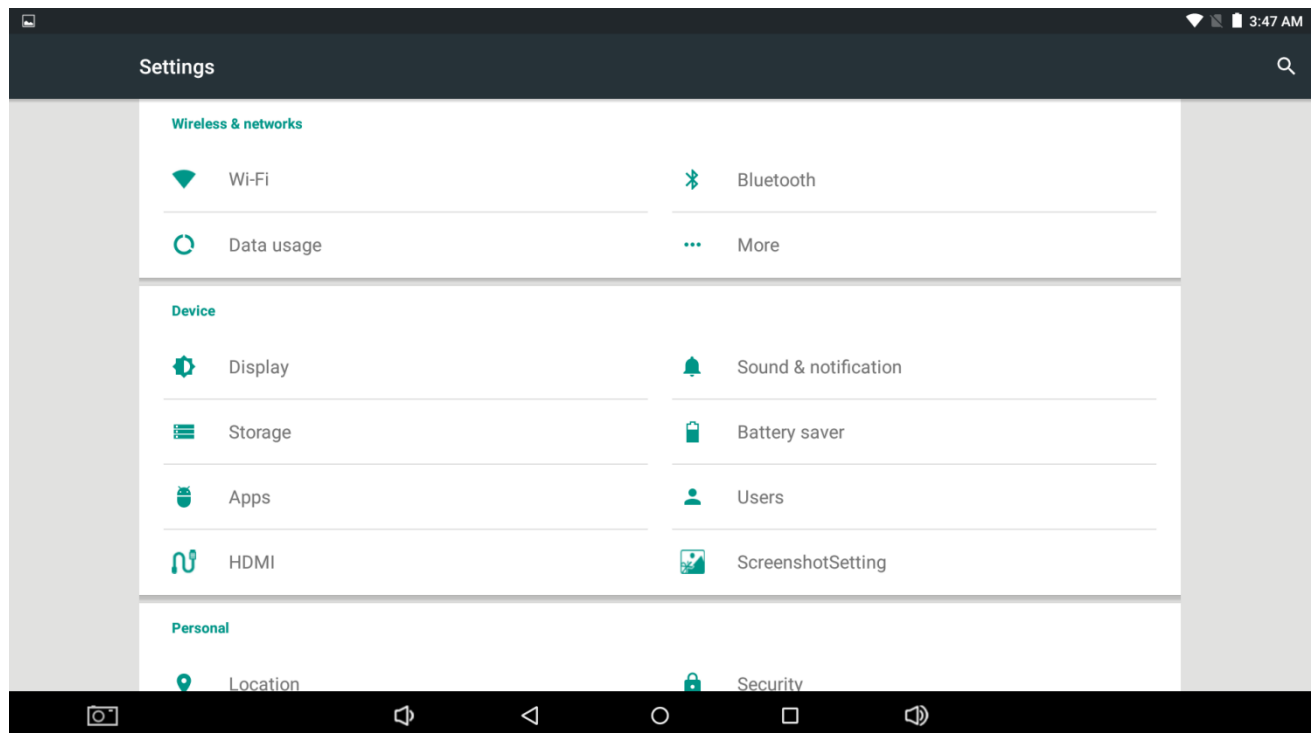 3:47 AM
Settings
Wireless & networks
Wi-Fi
Bluetooth
Data usage
More
Device
Display
Sound & notification
Storage
Battery saver
Apps
Users
HDMI
ScreenshotSetting
Personal
Location
Security